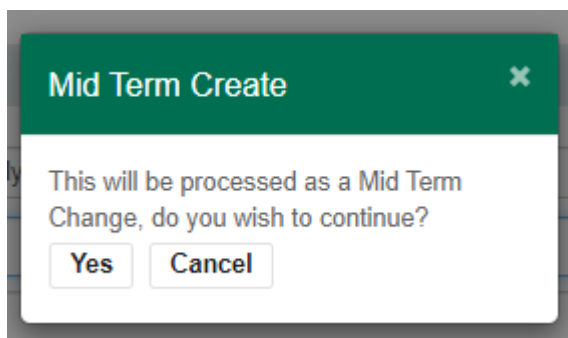 Mid Term Create
This will be processed as a Mid Term
Change, do you wish to continue?
Yes Cancel